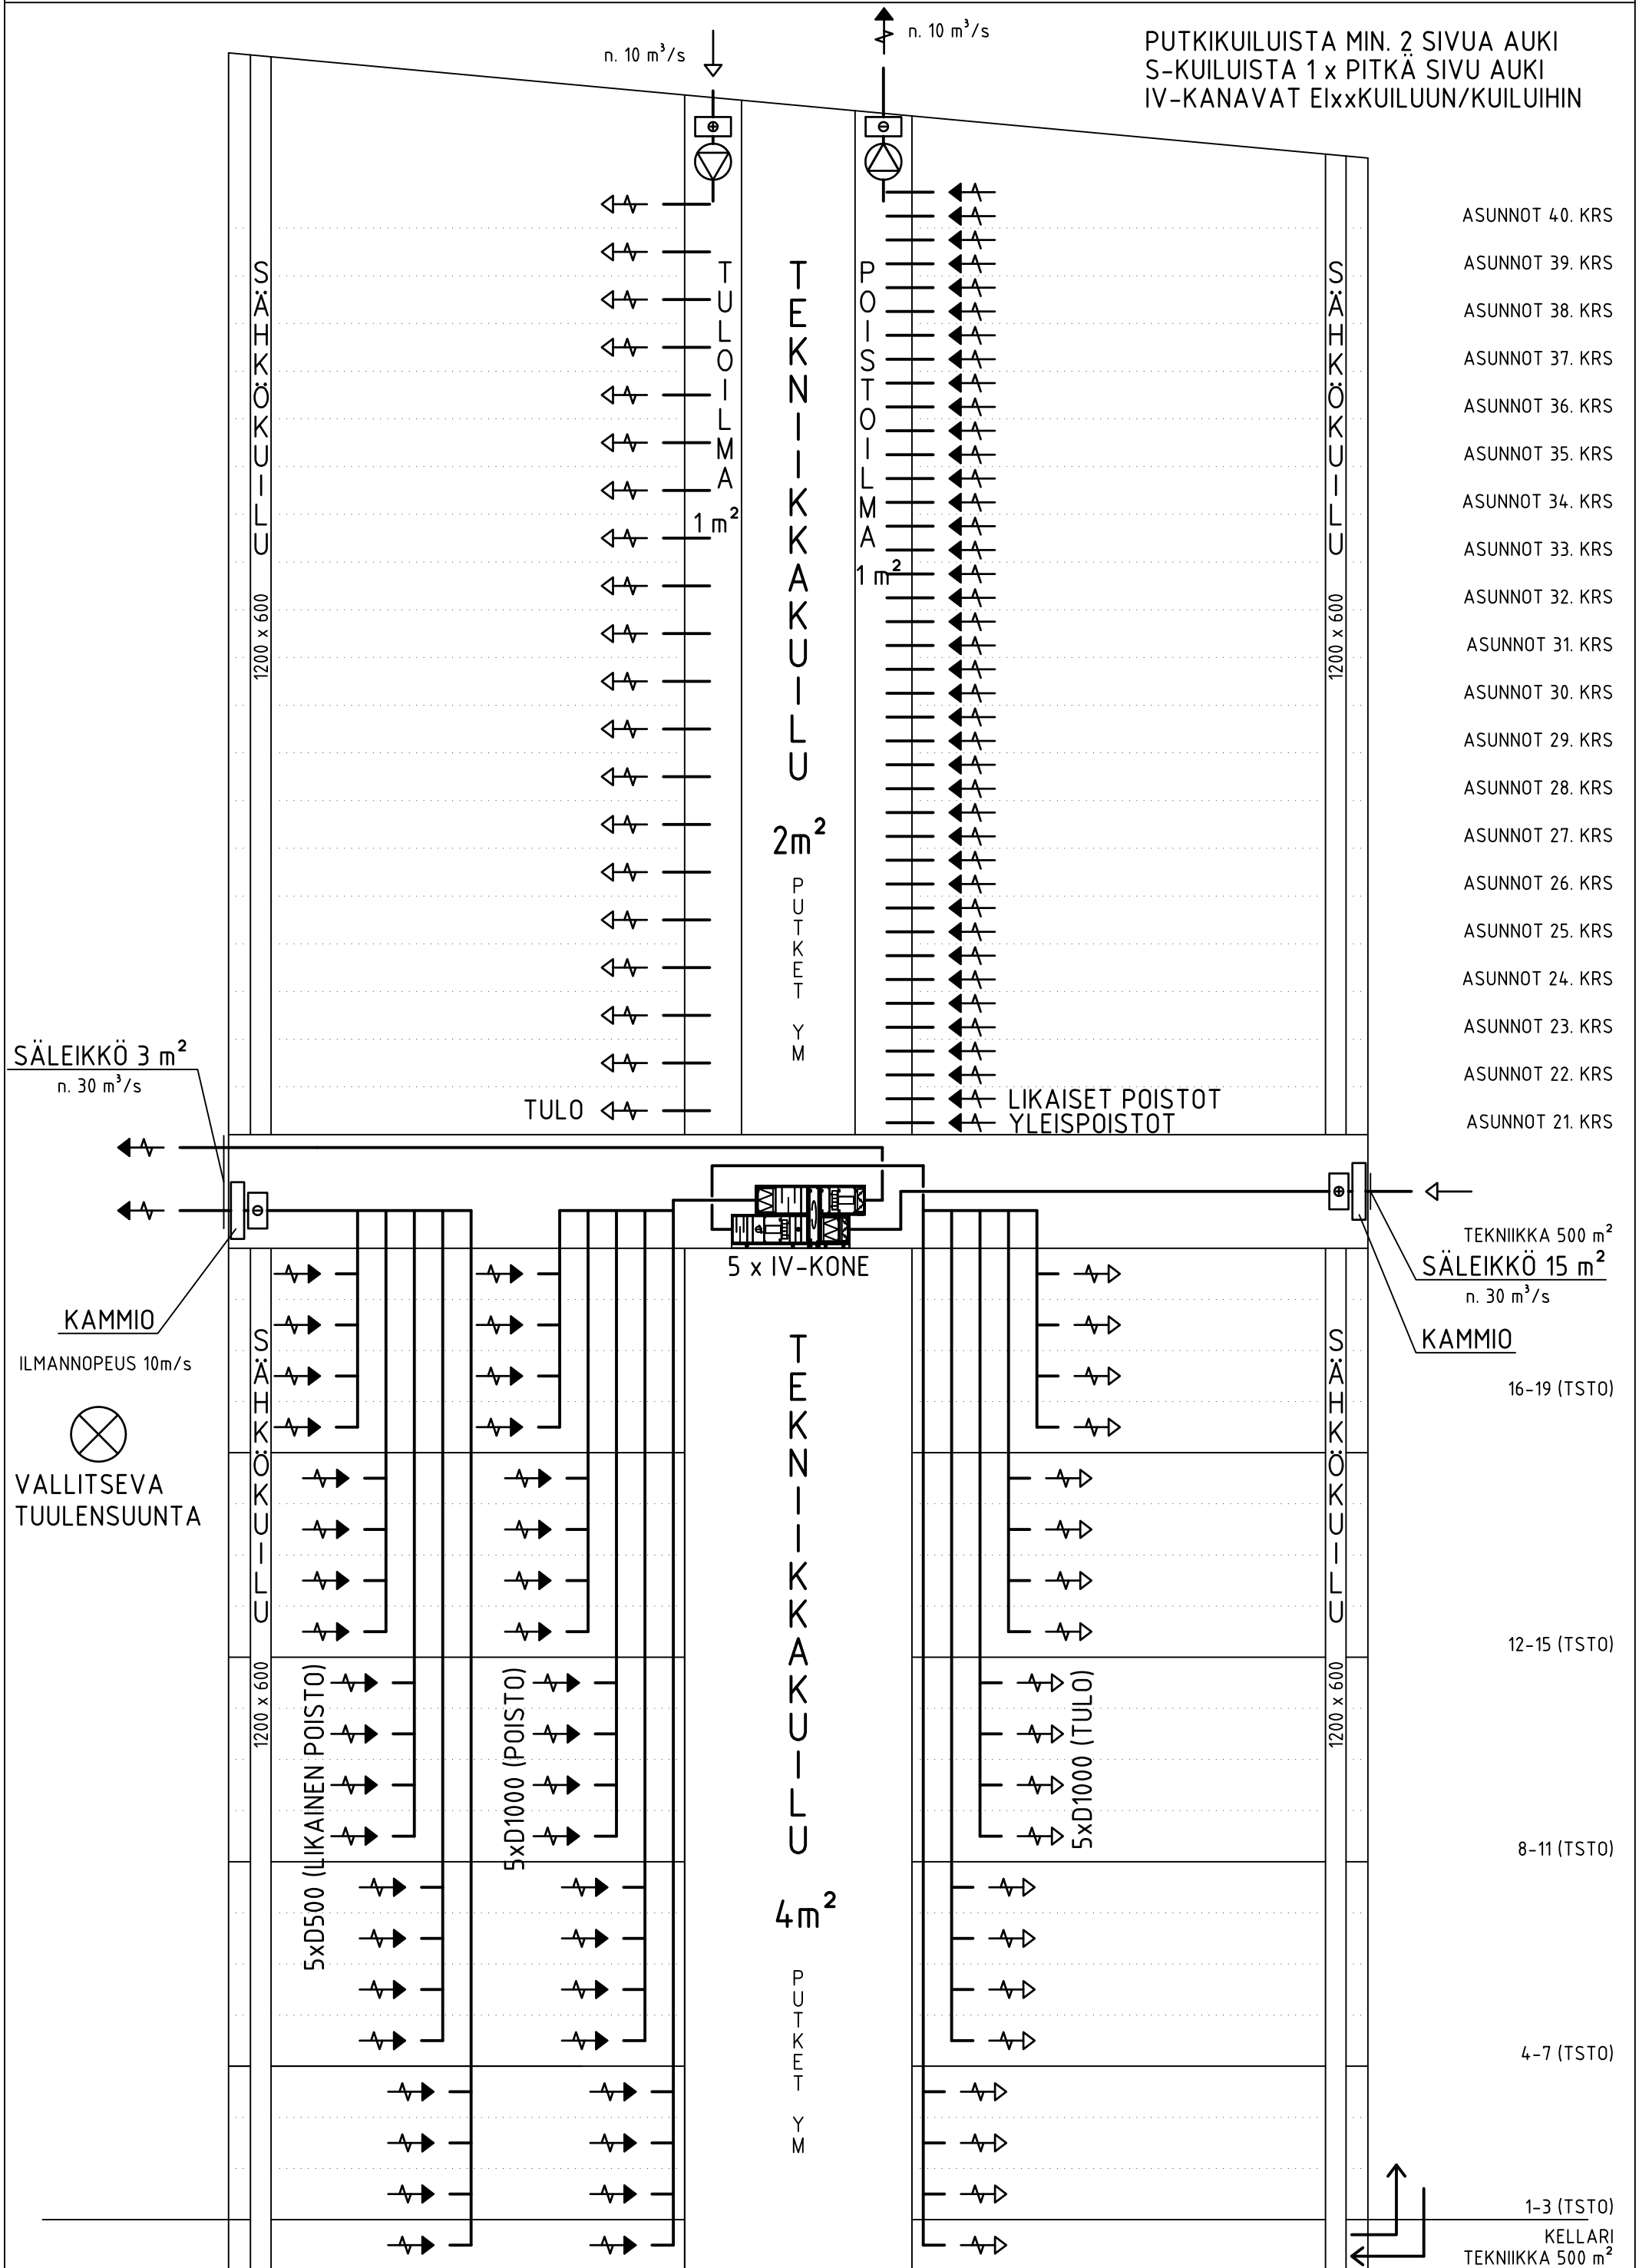 n. 10 m³/s
n. 10 m³/s
PUTKIKUILUISTA MIN. 2 SIVUA AUKI
S-KUILUISTA 1 x PITKÄ SIVU AUKI
IV-KANAVAT EIxxKUILUUN/KUILUIHIN
SÄHKÖKUILU
1200 x 600
TULOILMA
1 m²
TEKNIIKKAKUILU
2m²
PUTKET YM
POISTOILMA
1 m²
SÄHKÖKUILU
1200 x 600
ASUNNOT 40. KRS
ASUNNOT 39. KRS
ASUNNOT 38. KRS
ASUNNOT 37. KRS
ASUNNOT 36. KRS
ASUNNOT 35. KRS
ASUNNOT 34. KRS
ASUNNOT 33. KRS
ASUNNOT 32. KRS
ASUNNOT 31. KRS
ASUNNOT 30. KRS
ASUNNOT 29. KRS
ASUNNOT 28. KRS
ASUNNOT 27. KRS
ASUNNOT 26. KRS
ASUNNOT 25. KRS
ASUNNOT 24. KRS
ASUNNOT 23. KRS
ASUNNOT 22. KRS
ASUNNOT 21. KRS
SÄLEIKKÖ 3 m²
n. 30 m³/s
TULO
LIKAISET POISTOT
YLEISPOISTOT
TEKNIIKKA 500 m²
SÄLEIKKÖ 15 m²
n. 30 m³/s
KAMMIO
5 x IV-KONE
KAMMIO
ILMANNOPEUS 10m/s
VALLITSEVA
TUULENSUUNTA
SÄHKÖKUILU
1200 x 600
5xD500 (LIKAINEN POISTO)
5xD1000 (POISTO)
TEKNIIKKAKUILU
4m²
PUTKET YM
5xD1000 (TULO)
SÄHKÖKUILU
1200 x 600
16-19 (TSTO)
12-15 (TSTO)
8-11 (TSTO)
4-7 (TSTO)
1-3 (TSTO)
KELLARI
TEKNIIKKA 500 m²